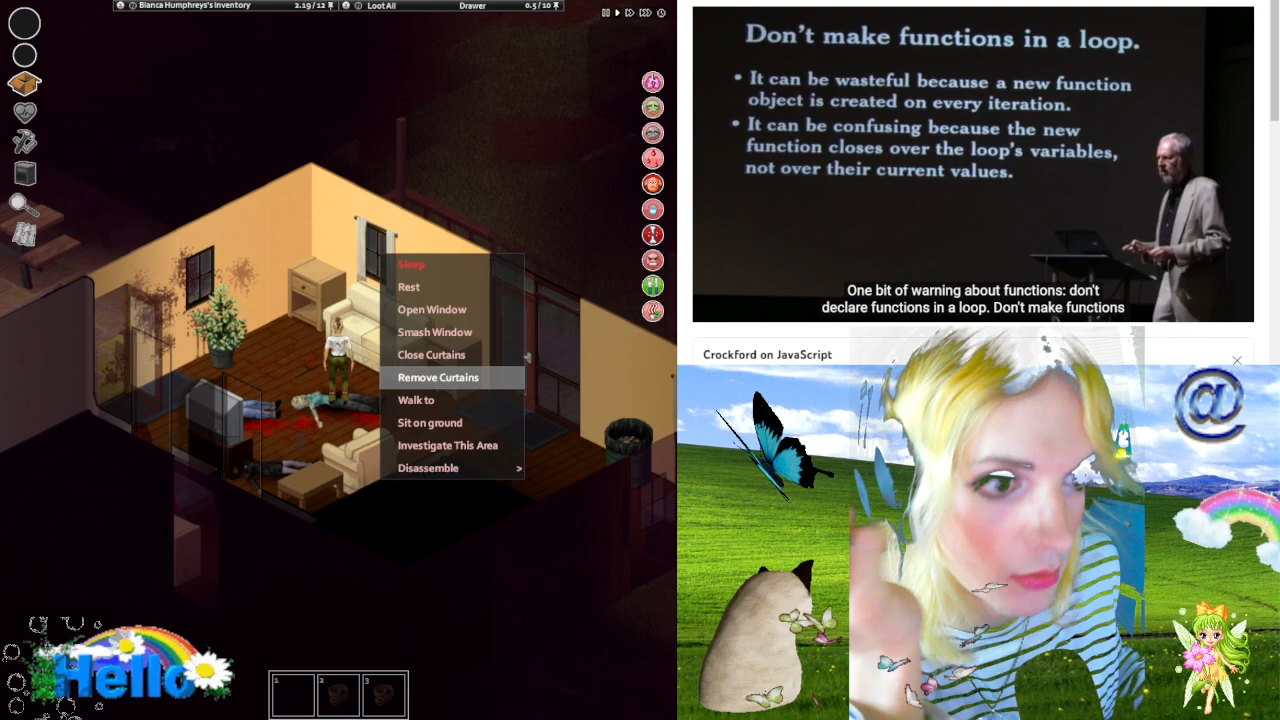 Bianca Humphreys's Inventory
2.19 / 12
Loot All
Drawer
0.5 / 10
Sleep
Rest
Open Window
Smash Window
Close Curtains
Remove Curtains
Walk to
Sit on ground
Investigate This Area
Disassemble >
1
2
3
Hello
Don't make functions in a loop.
• It can be wasteful because a new function
object is created on every iteration.
• It can be confusing because the new
function closes over the loop's variables,
not over their current values.
One bit of warning about functions: don't
declare functions in a loop. Don't make functions
Crockford on JavaScript
@